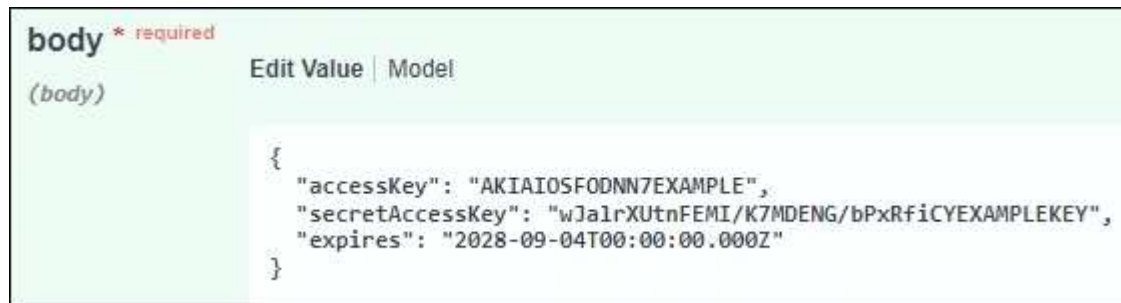 body * required
Edit Value | Model
(body)
{
"accessKey": "AKIAIOSFODNN7EXAMPLE",
"secretAccessKey": "wJalrXUtnFEMI/K7MDENG/bPxRfiCYEXAMPLEKEY",
"expires": "2028-09-04T00:00:00.000Z"
}